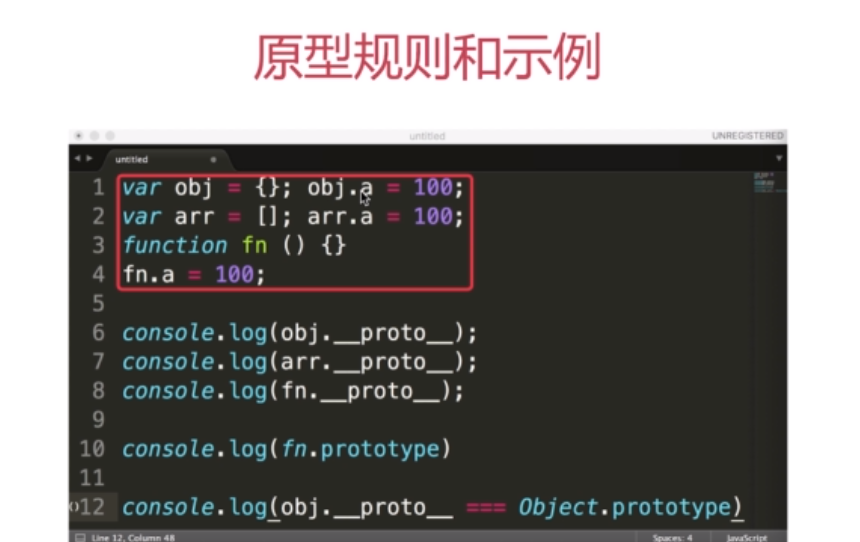 原型规则和示例
untitled
UNREGISTERED
untitled
1 var obj = {}; obj.a = 100;
2 var arr = []; arr.a = 100;
3 function fn () {}
4 fn.a = 100;
5
6 console.log(obj.__proto__);
7 console.log(arr.__proto__);
8 console.log(fn.__proto__);
9
10 console.log(fn.prototype)
11
12 console.log(obj.__proto__ === Object.prototype)
Line 12, Column 48
Spaces: 4
JavaScript